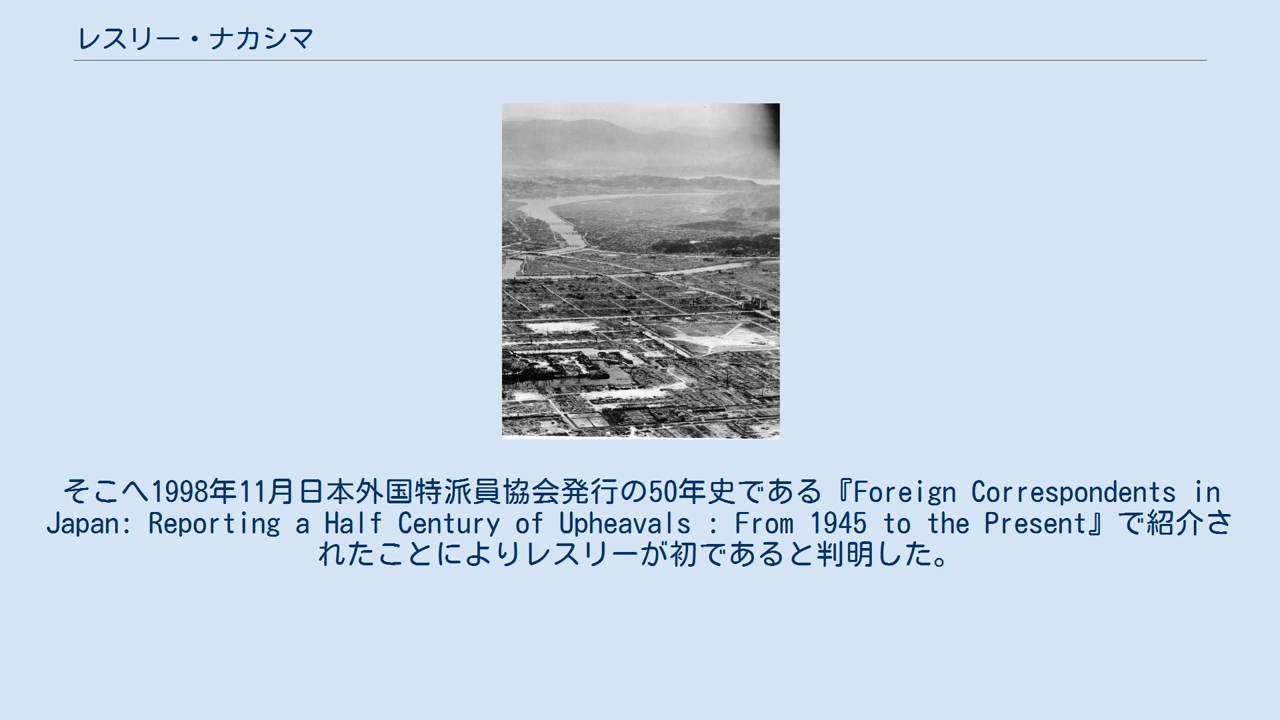 レスリー・ナカシマ
そこへ1998年11月日本外国特派員協会発行の50年史である『Foreign Correspondents in
Japan: Reporting a Half Century of Upheavals : From 1945 to the Present』で紹介さ
れたことによりレスリーが初であると判明した。